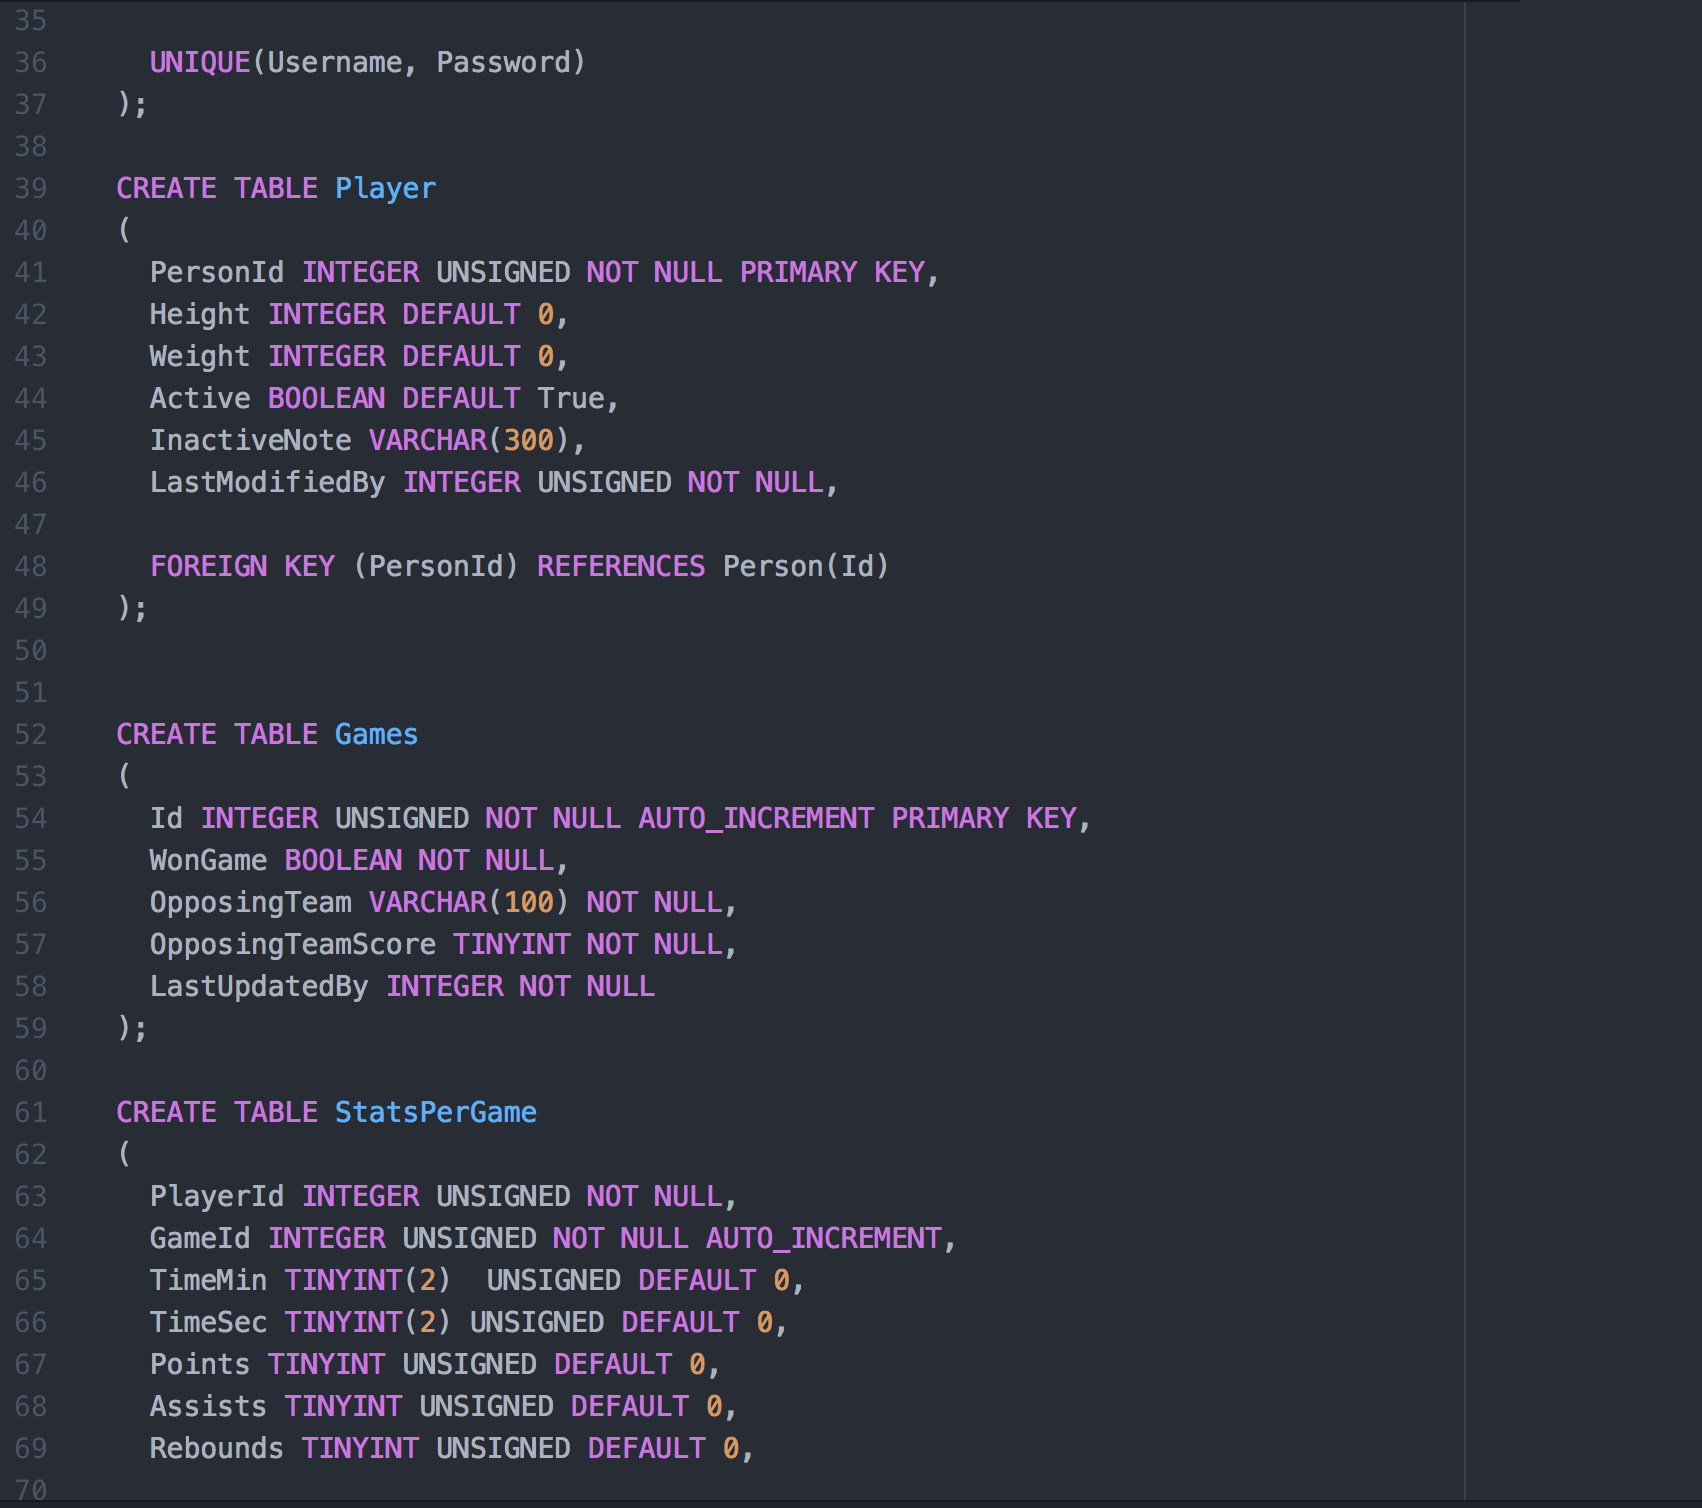 35
36 UNIQUE(Username, Password)
37 );
38
39 CREATE TABLE Player
40 (
41 PersonId INTEGER UNSIGNED NOT NULL PRIMARY KEY,
42 Height INTEGER DEFAULT 0,
43 Weight INTEGER DEFAULT 0,
44 Active BOOLEAN DEFAULT True,
45 InactiveNote VARCHAR(300),
46 LastModifiedBy INTEGER UNSIGNED NOT NULL,
47
48 FOREIGN KEY (PersonId) REFERENCES Person(Id)
49 );
50
51
52 CREATE TABLE Games
53 (
54 Id INTEGER UNSIGNED NOT NULL AUTO_INCREMENT PRIMARY KEY,
55 WonGame BOOLEAN NOT NULL,
56 OpposingTeam VARCHAR(100) NOT NULL,
57 OpposingTeamScore TINYINT NOT NULL,
58 LastUpdatedBy INTEGER NOT NULL
59 );
60
61 CREATE TABLE StatsPerGame
62 (
63 PlayerId INTEGER UNSIGNED NOT NULL,
64 GameId INTEGER UNSIGNED NOT NULL AUTO_INCREMENT,
65 TimeMin TINYINT(2)  UNSIGNED DEFAULT 0,
66 TimeSec TINYINT(2) UNSIGNED DEFAULT 0,
67 Points TINYINT UNSIGNED DEFAULT 0,
68 Assists TINYINT UNSIGNED DEFAULT 0,
69 Rebounds TINYINT UNSIGNED DEFAULT 0,
70